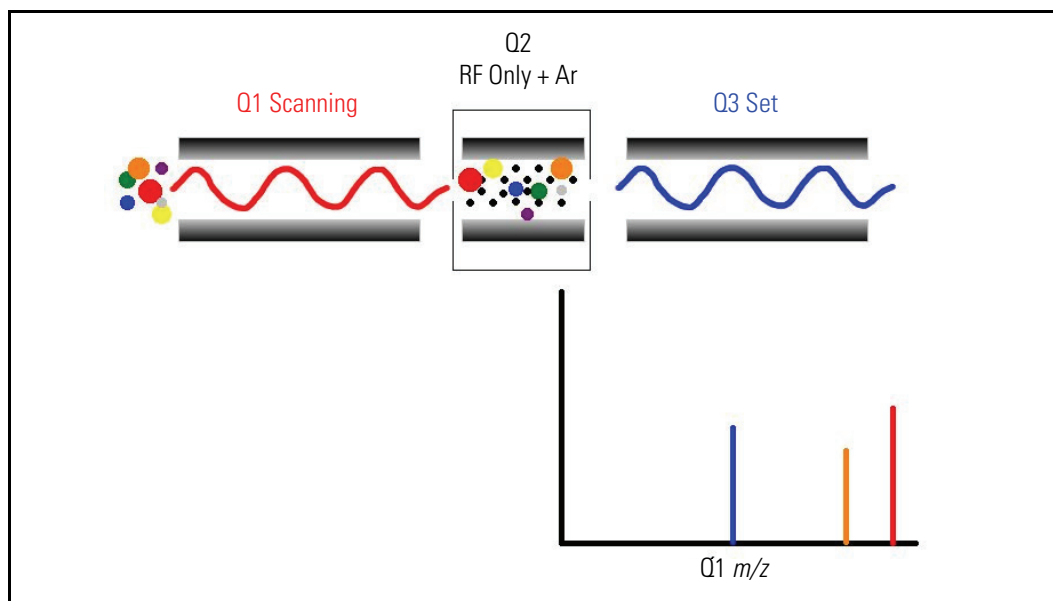 Q2
RF Only + Ar
Q1 Scanning
Q3 Set
Q1 m/z